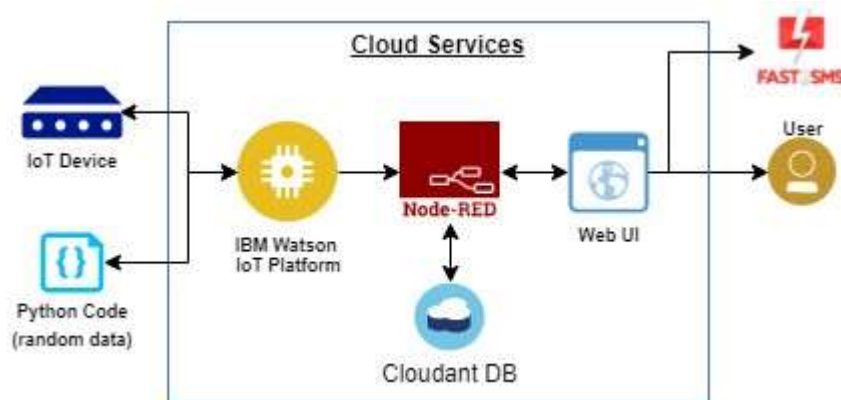 Cloud Services
FAST2SMS
IoT Device
User
Node-RED
IBM Watson
IoT Platform
Web UI
Python Code
(random data)
Cloudant DB